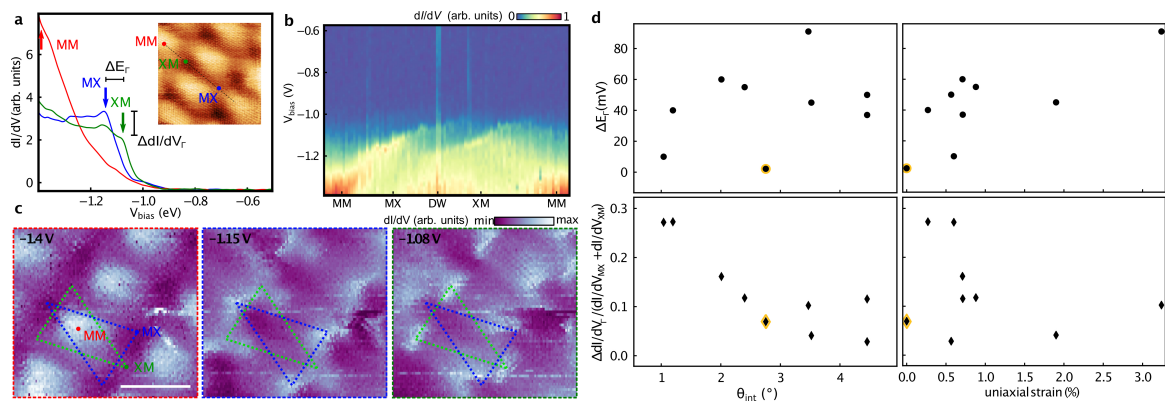 a
dI/dV (arb. units)
6
4
2
0
MM
MX
XM
ΔE_Γ
ΔdI/dV_Γ
MM
XM
MX
−1.2
−1.0
−0.8
−0.6
V_bias (eV)
b
dI/dV (arb. units) 0 1
V_bias (V)
−0.6
−0.8
−1.0
−1.2
MM MX DW XM MM
c
dI/dV (arb. units) min max
−1.4
MM
MX
XM
−1.15
−1.08
d
ΔE_Γ(mV)
80
60
40
20
0
ΔdI/dV_Γ/(dI/dV_MX +dI/dV_XM)
0.3
0.2
0.1
0.0
1 2 3 4
θ_int (°)
0.0 0.5 1.0 1.5 2.0 2.5 3.0
uniaxial strain (%)